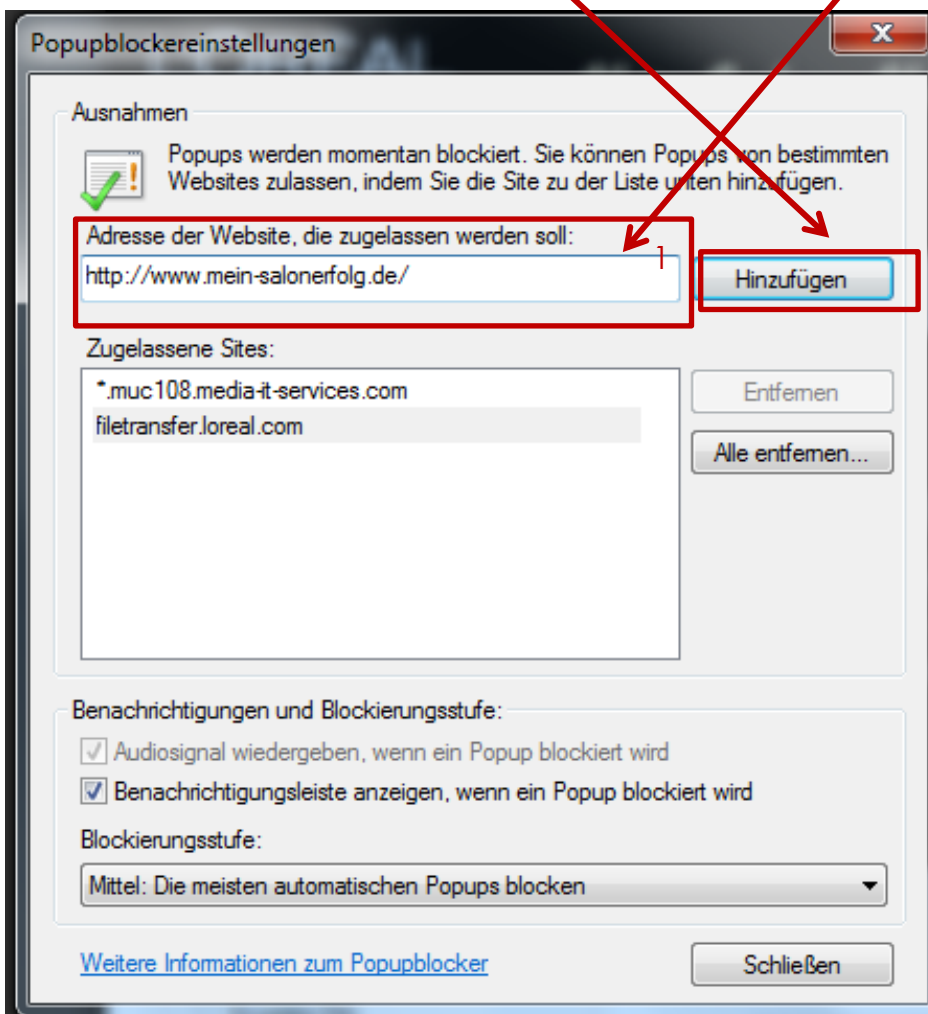 Popupblockereinstellungen
Ausnahmen
Popups werden momentan blockiert. Sie können Popups von bestimmten
Websites zulassen, indem Sie die Site zu der Liste unten hinzufügen.
Adresse der Website, die zugelassen werden soll:
1
http://www.mein-salonerfolg.de/
Hinzufügen
Zugelassene Sites:
*.muc108.media-it-services.com
Entfernen
filetransfer.loreal.com
Alle entfernen...
Benachrichtigungen und Blockierungsstufe:
Audiosignal wiedergeben, wenn ein Popup blockiert wird
Benachrichtigungsleiste anzeigen, wenn ein Popup blockiert wird
Blockierungsstufe:
Mittel: Die meisten automatischen Popups blocken
Weitere Informationen zum Popupblocker
Schließen